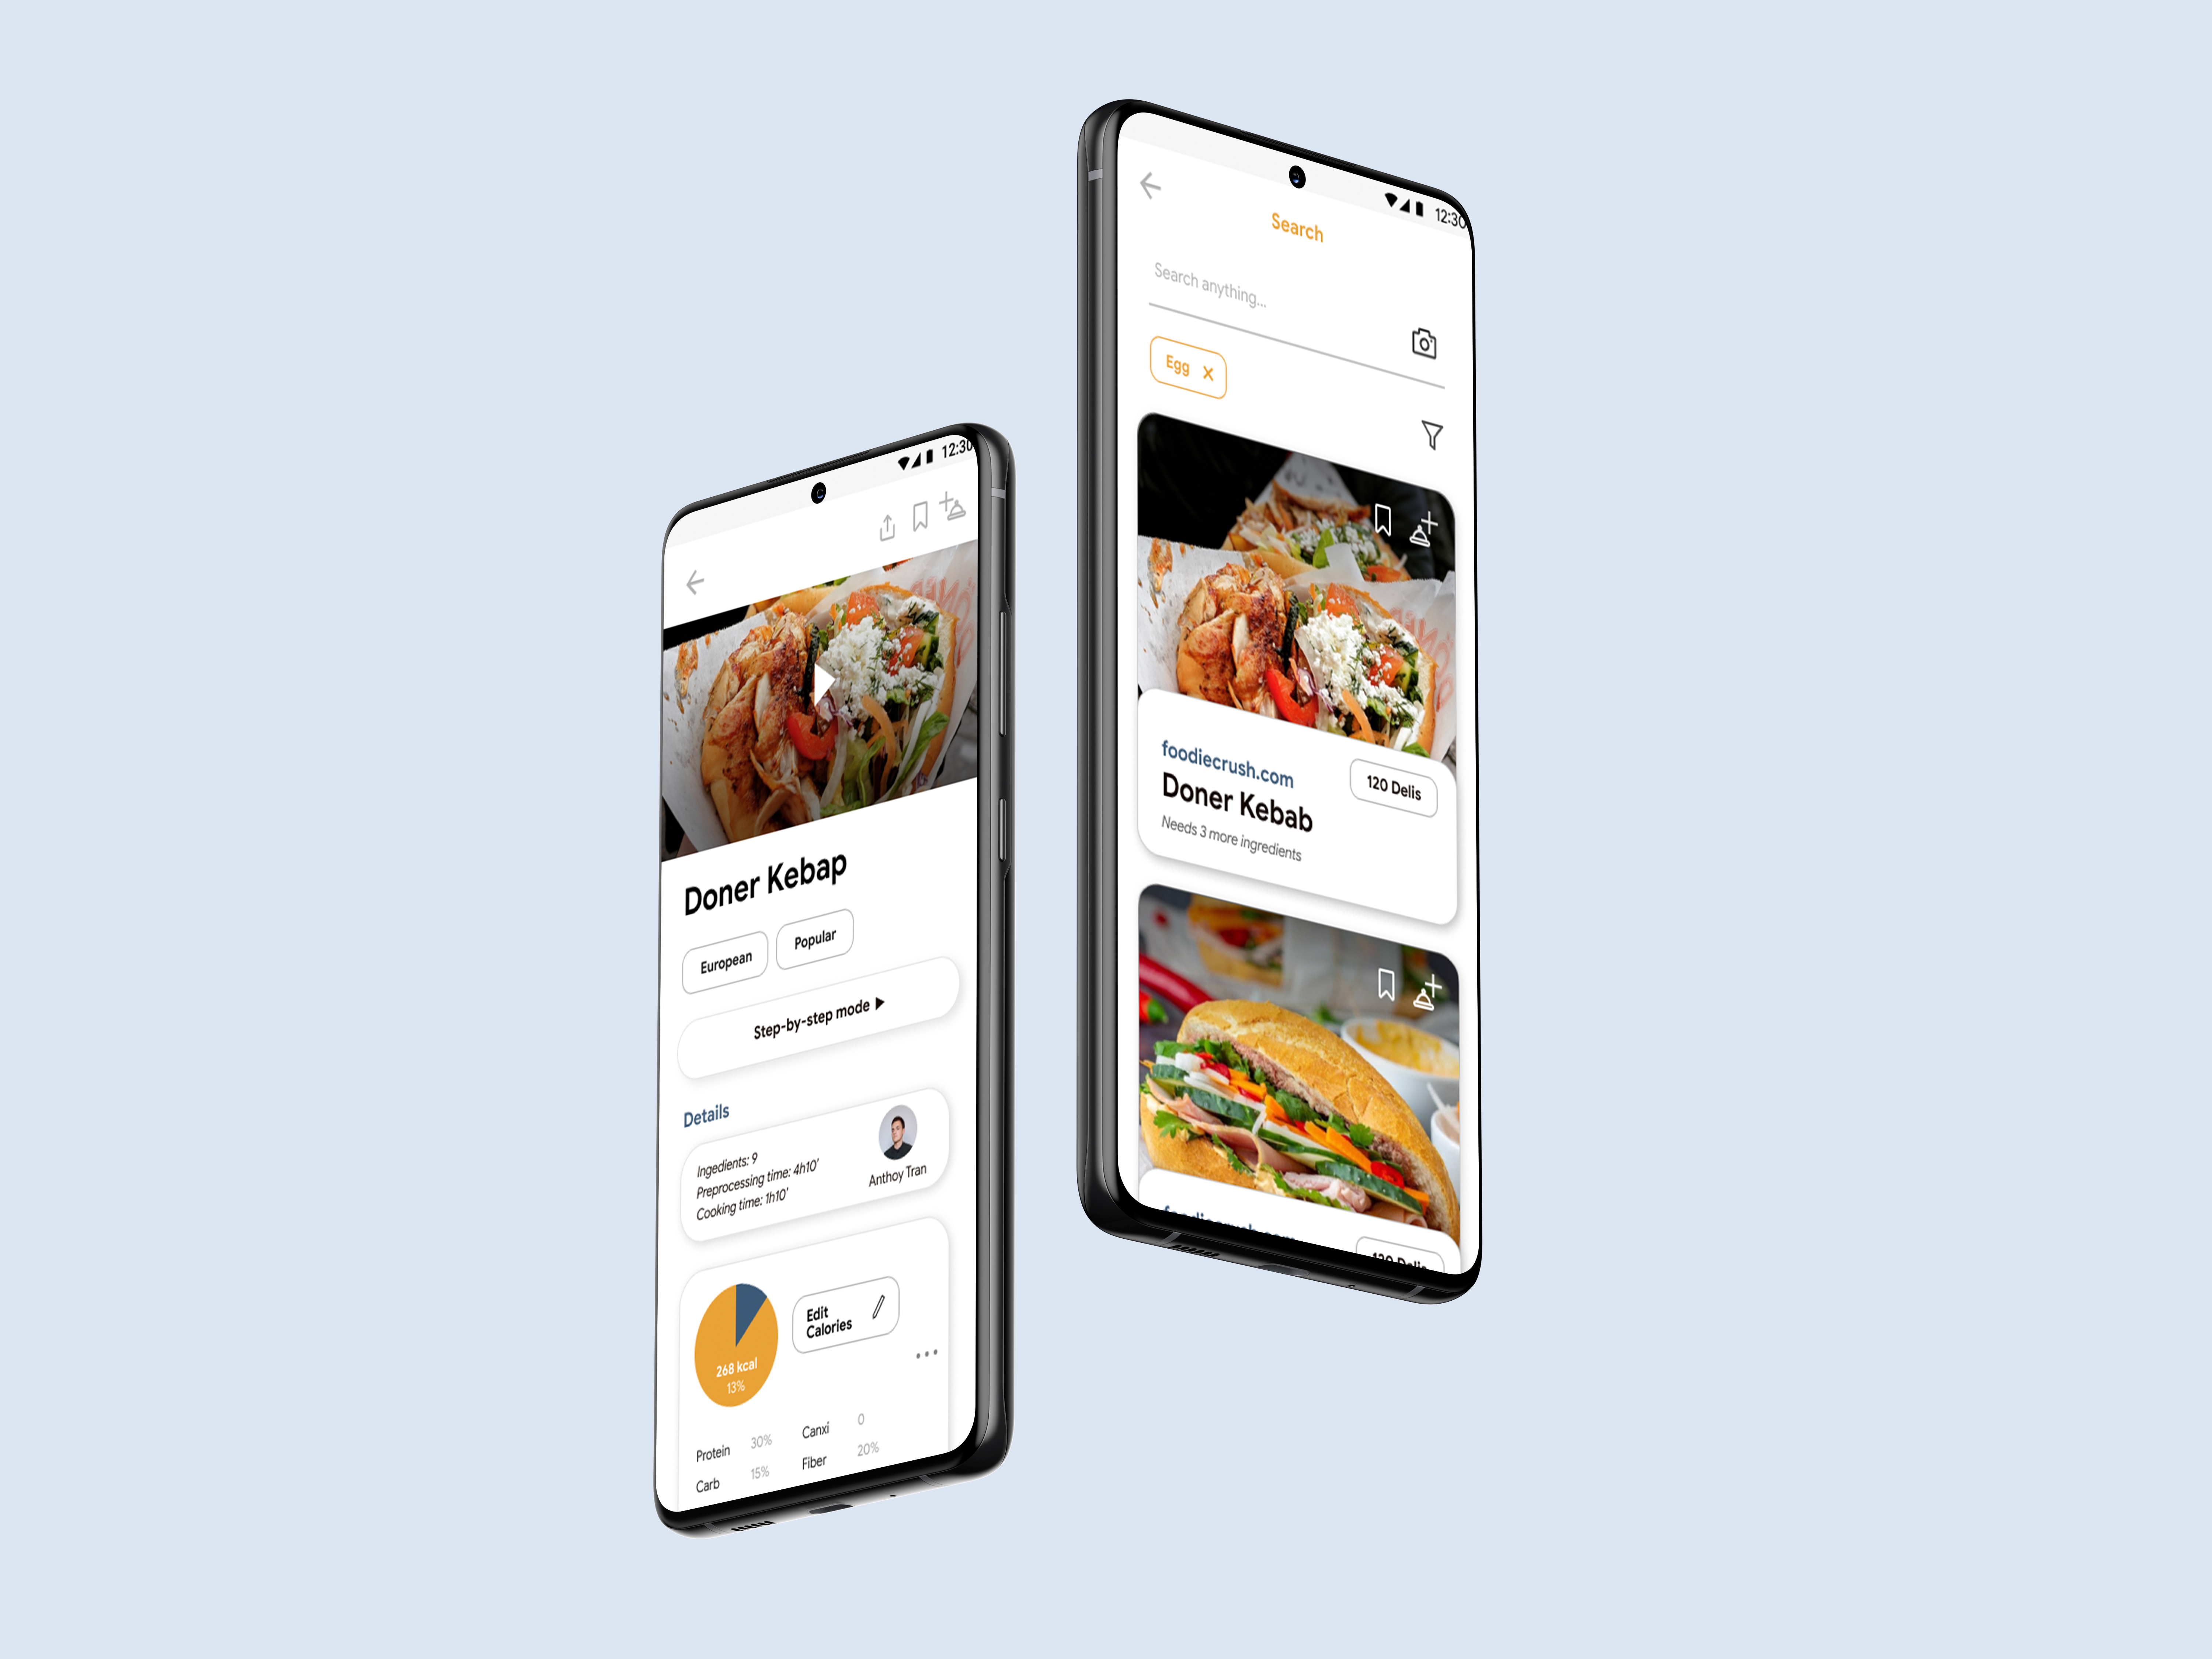 12:30
Doner Kebap
European
Popular
Step-by-step mode
Details
Ingedients: 9
Preprocessing time: 4h10'
Cooking time: 1h10'
Anthoy Tran
268 kcal
13%
Edit
Calories
Protein 30% Canxi 0
Carb 15% Fiber 20%
12:30
Search
Search anything...
Egg
foodiecrush.com
120 Delis
Doner Kebab
Needs 3 more ingredients
foodiecrush.com
120 Delis